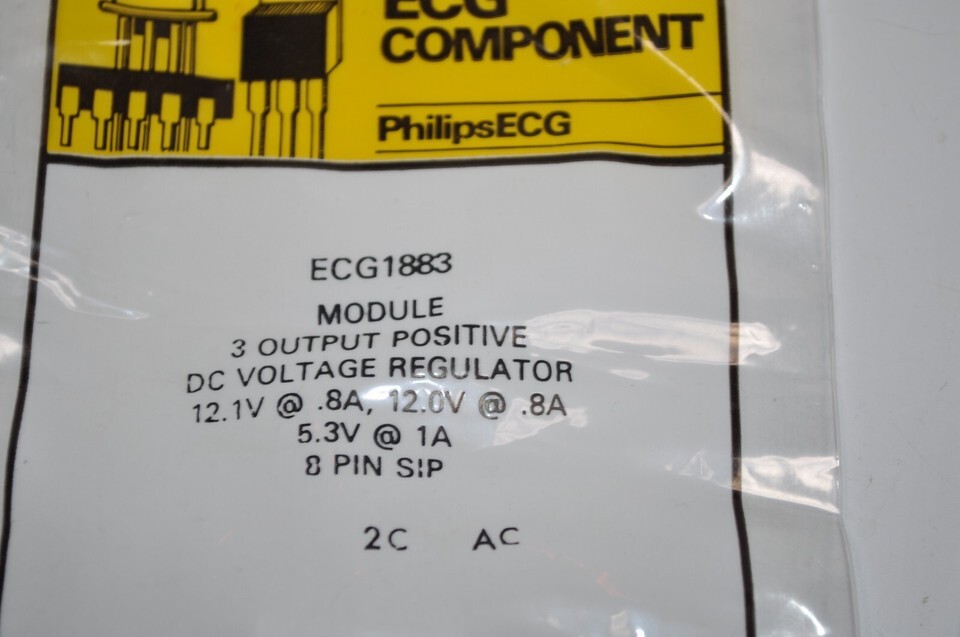 ECG
COMPONENT
PhilipsECG
ECG1883
MODULE
3 OUTPUT POSITIVE
DC VOLTAGE REGULATOR
12.1V @ .8A, 12.0V @ .8A
5.3V @ 1A
8 PIN SIP
2C AC